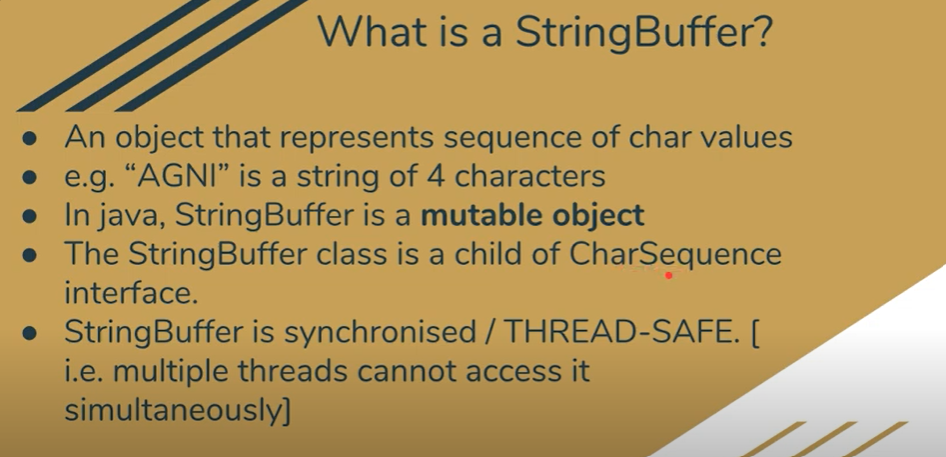 What is a StringBuffer?
● An object that represents sequence of char values
● e.g. “AGNI” is a string of 4 characters
● In java, StringBuffer is a mutable object
● The StringBuffer class is a child of CharSequence
interface.
● StringBuffer is synchronised / THREAD-SAFE. [
i.e. multiple threads cannot access it
simultaneously]